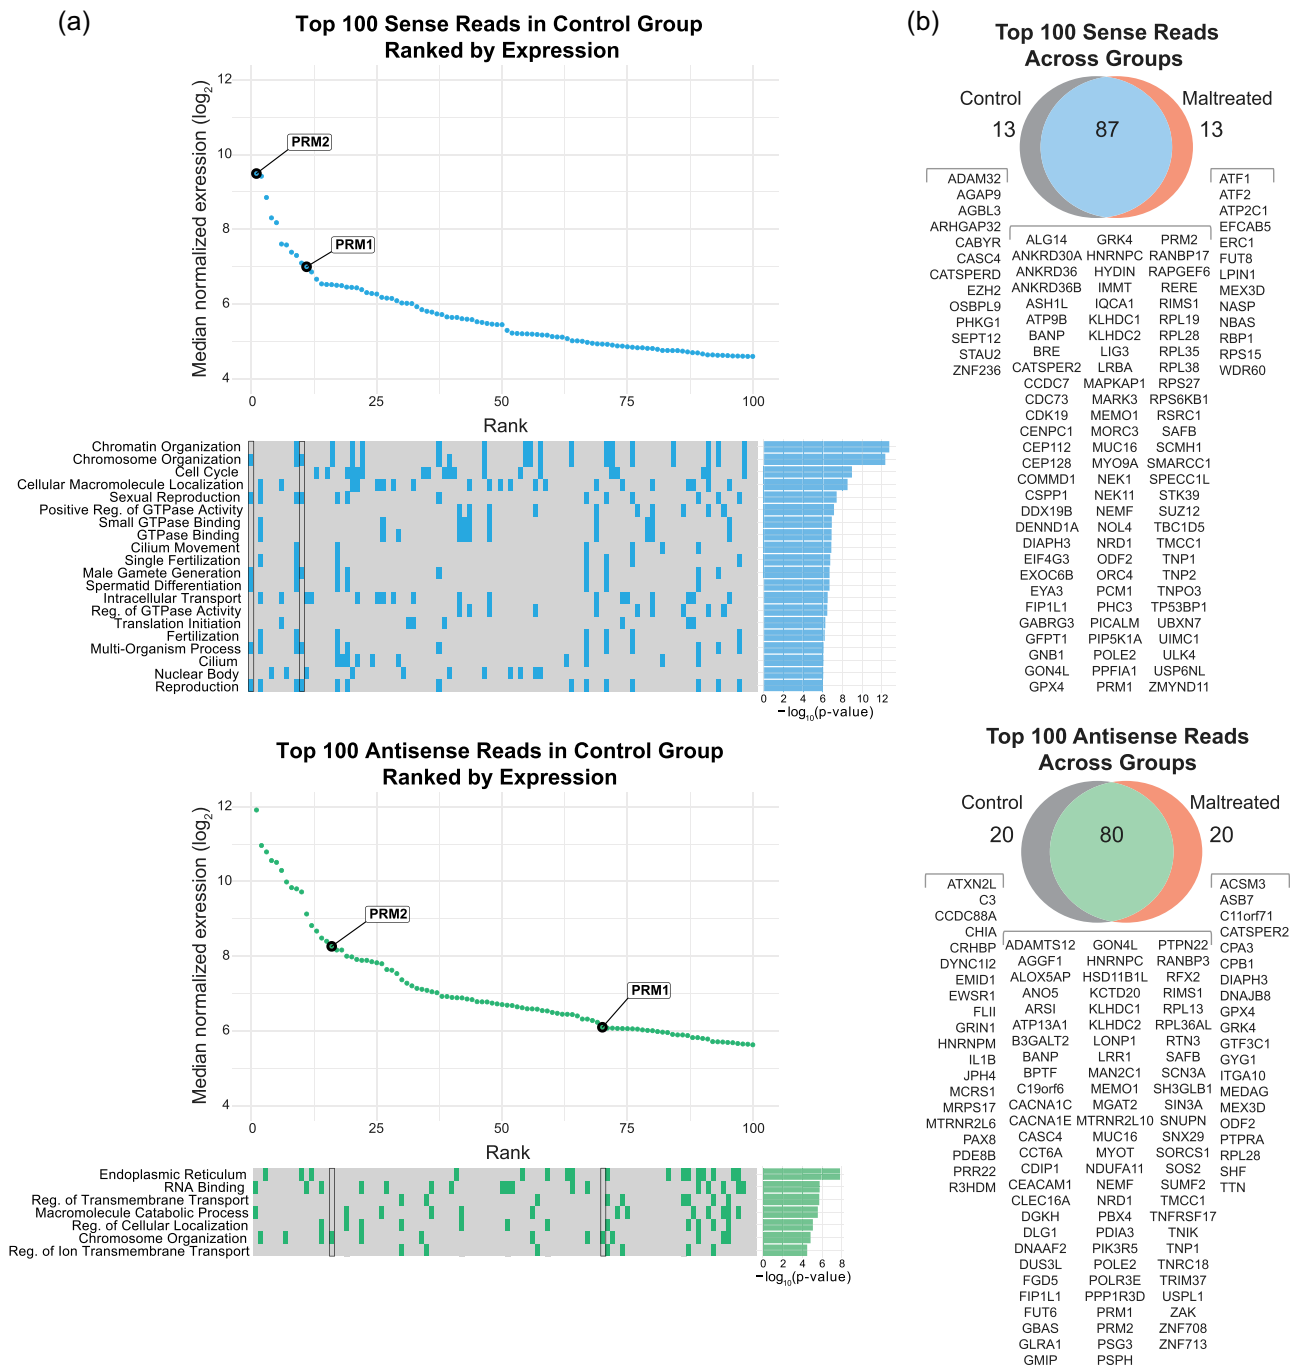 (a)
Top 100 Sense Reads in Control Group
Ranked by Expression
Median normalized exression (log2)
12
10
8
6
4
PRM2
PRM1
0
25
50
75
100
Rank
Chromatin Organization
Chromosome Organization
Cell Cycle
Cellular Macromolecule Localization
Sexual Reproduction
Positive Reg. of GTPase Activity
Small GTPase Binding
GTPase Binding
Cilium Movement
Single Fertilization
Male Gamete Generation
Spermatid Differentiation
Intracellular Transport
Reg. of GTPase Activity
Translation Initiation
Fertilization
Multi-Organism Process
Cilium
Nuclear Body
Reproduction
0 2 4 6 8 10 12
−log10(p-value)
Top 100 Antisense Reads in Control Group
Ranked by Expression
Median normalized expression (log2)
12
10
8
6
4
PRM2
PRM1
0
25
50
75
100
Rank
Endoplasmic Reticulum
RNA Binding
Reg. of Transmembrane Transport
Macromolecule Catabolic Process
Reg. of Cellular Localization
Chromosome Organization
Reg. of Ion Transmembrane Transport
0 2 4 6 8
−log10(p-value)
(b)
Top 100 Sense Reads
Across Groups
Control
13
87
Maltreated
13
ADAM32
AGAP9
AGBL3
ARHGAP32
CABYR
CASC4
CATSPERD
EZH2
OSBPL9
PHKG1
SEPT12
STAU2
ZNF236
ALG14 GRK4 PRM2
ANKRD30A HNRNPC RANBP17
ANKRD36 HYDIN RAPGEF6
ANKRD36B IMMT RERE
ASH1L IQCA1 RIMS1
ATP9B KLHDC1 RPL19
BANP KLHDC2 RPL28
BRE LIG3 RPL35
CATSPER2 LRBA RPL38
CCDC7 MAPKAP1 RPS27
CDC73 MARK3 RPS6KB1
CDK19 MEMO1 RSRC1
CENPC1 MORC3 SAFB
CEP112 MUC16 SCMH1
CEP128 MYO9A SMARCC1
COMMD1 NEK1 SPECC1L
CSPP1 NEK11 STK39
DDX19B NEMF SUZ12
DENND1A NOL4 TBC1D5
DIAPH3 NRD1 TMCC1
EIF4G3 ODF2 TNP1
EXOC6B ORC4 TNP2
EYA3 PCM1 TNPO3
FIP1L1 PHC3 TP53BP1
GABRG3 PICALM UBXN7
GFPT1 PIP5K1A UIMC1
GNB1 POLE2 ULK4
GON4L PPFIA1 USP6NL
GPX4 PRM1 ZMYND11
ATF1
ATF2
ATP2C1
EFCAB5
ERC1
FUT8
LPIN1
MEX3D
NASP
NBAS
RBP1
RPS15
WDR60
Top 100 Antisense Reads
Across Groups
Control
20
80
Maltreated
20
ATXN2L
C3
CCDC88A
CHIA
CRHBP
DYNC1I2
EMID1
EWSR1
FLII
GRIN1
HNRNPM
IL1B
JPH4
MCRS1
MRPS17
MTRNR2L6
PAX8
PDE8B
PRR22
R3HDM
ADAMTS12 GON4L PTPN22
AGGF1 HNRNPC RANBP3
ALOX5AP HSD11B1L RFX2
ANO5 KCTD20 RIMS1
ARSI KLHDC1 RPL13
ATP13A1 KLHDC2 RPL36AL
B3GALT2 LONP1 RTN3
BANP LRR1 SAFB
BPTF MAN2C1 SCN3A
C19orf6 MEMO1 SH3GLB1
CACNA1C MGAT2 SIN3A
CACNA1E MTRNR2L10 SNUPN
CASC4 MUC16 SNX29
CCT6A MYOT SORCS1
CDIP1 NDUFA11 SOS2
CEACAM1 NEMF SUMF2
CLEC16A NRD1 TMCC1
DGKH PBX4 TNFRSF17
DLG1 PDIA3 TNIK
DNAAF2 PIK3R5 TNP1
DUS3L POLE2 TNRC18
FGD5 POLR3E TRIM37
FIP1L1 PPP1R3D USPL1
FUT6 PRM1 ZAK
GBAS PRM2 ZNF708
GLRA1 PSG3 ZNF713
GMIP PSPH
ACSM3
ASB7
C11orf71
CATSPER2
CPA3
CPB1
DIAPH3
DNAJB8
GPX4
GRK4
GTF3C1
GYG1
ITGA10
MEDAG
MEX3D
ODF2
PTPRA
RPL28
SHF
TTN